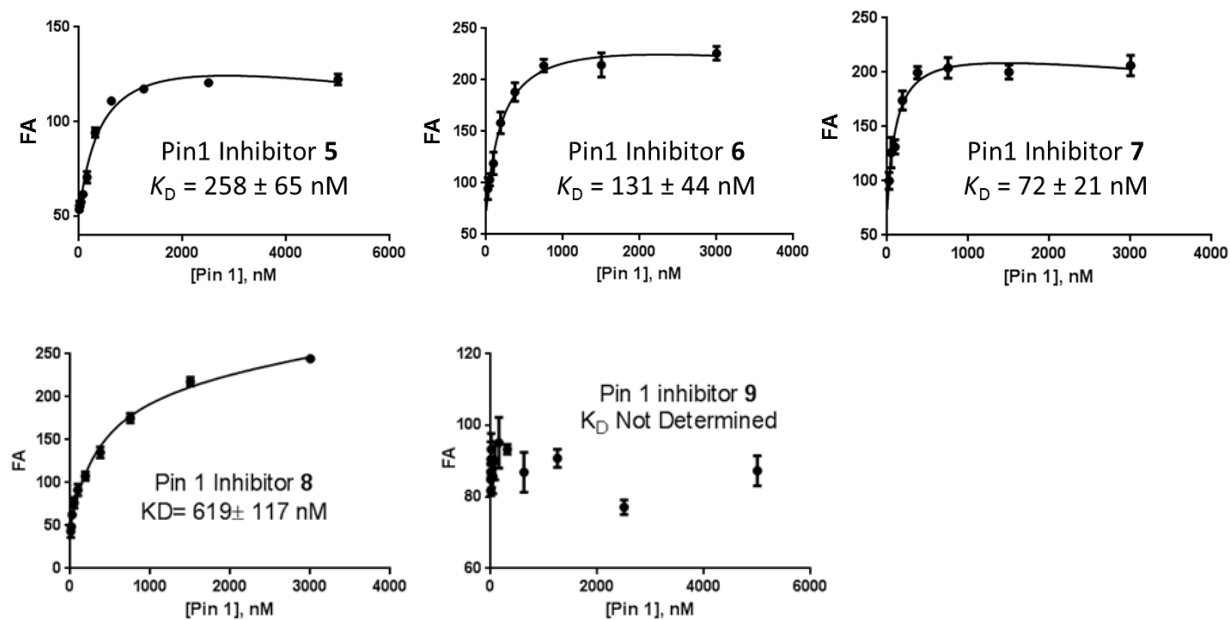 150
100
50
FA
Pin1 Inhibitor 5
KD = 258 ± 65 nM
0
2000
4000
6000
[Pin 1], nM
250
200
150
100
50
FA
Pin1 Inhibitor 6
KD = 131 ± 44 nM
0
1000
2000
3000
4000
[Pin 1], nM
250
200
150
100
50
FA
Pin1 Inhibitor 7
KD = 72 ± 21 nM
0
1000
2000
3000
4000
[Pin 1], nM
250
200
150
100
50
0
FA
Pin 1 Inhibitor 8
KD= 619± 117 nM
0
1000
2000
3000
4000
[Pin 1], nM
120
100
80
60
FA
Pin 1 inhibitor 9
KD Not Determined
0
2000
4000
6000
[Pin 1], nM